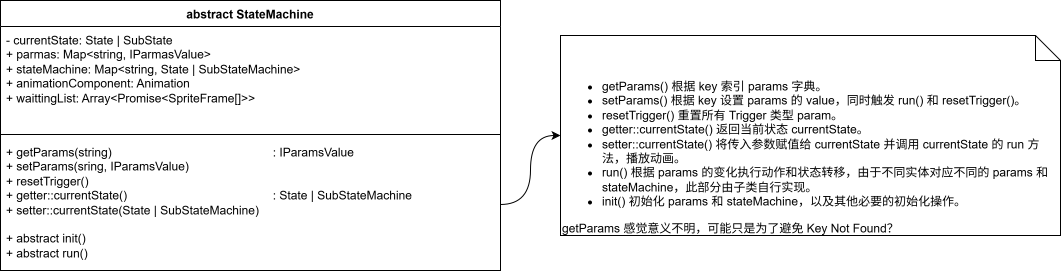 abstract StateMachine
- currentState: State | SubState
+ parmas: Map<string, IParmasValue>
+ stateMachine: Map<string, State | SubStateMachine>
+ animationComponent: Animation
+ waittingList: Array<Promise<SpriteFrame[]>>
+ getParams(string) : IParamsValue
+ setParams(sring, IParamsValue)
+ resetTrigger()
+ getter::currentState() : State | SubStateMachine
+ setter::currentState(State | SubStateMachine)
+ abstract init()
+ abstract run()
• getParams() 根据 key 索引 params 字典。
• setParams() 根据 key 设置 params 的 value，同时触发 run() 和 resetTrigger()。
• resetTrigger() 重置所有 Trigger 类型 param。
• getter::currentState() 返回当前状态 currentState。
• setter::currentState() 将传入参数赋值给 currentState 并调用 currentState 的 run 方
法，播放动画。
• run() 根据 params 的变化执行动作和状态转移，由于不同实体对应不同的 params 和
stateMachine，此部分由子类自行实现。
• init() 初始化 params 和 stateMachine，以及其他必要的初始化操作。
getParams 感觉意义不明，可能只是为了避免 Key Not Found？